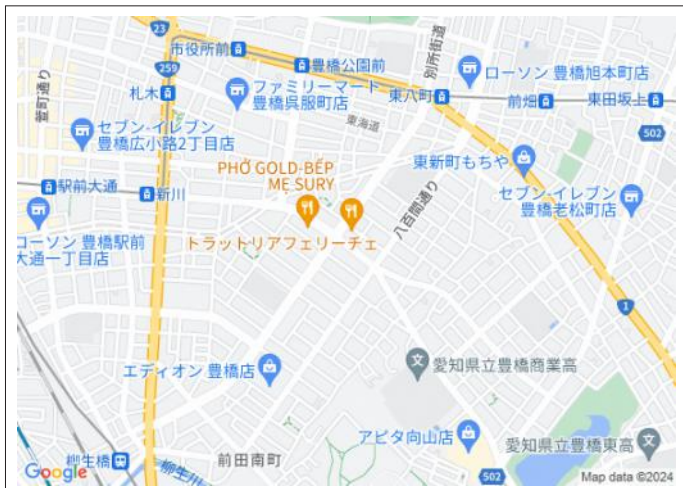 23
市役所前
259
豊橋公園前
別所街道
ローソン 豊橋旭本町店
札木
ファミリーマート
豊橋呉服町店
東八町
前畑
東田坂上
萱町通り
東海道
502
セブン-イレブン
豊橋広小路2丁目店
東新町もちや
PHỞ GOLD-BẾP
MẸ SURY
駅前大通
新川
セブン-イレブン
豊橋老松町店
八百間通り
ローソン 豊橋駅前
大通一丁目店
トラットリアフェリーチェ
1
エディオン 豊橋店
愛知県立豊橋商業高
アピタ向山店
愛知県立豊橋東高
柳生橋
柳生川
前田南町
502
Google
Map data ©2024